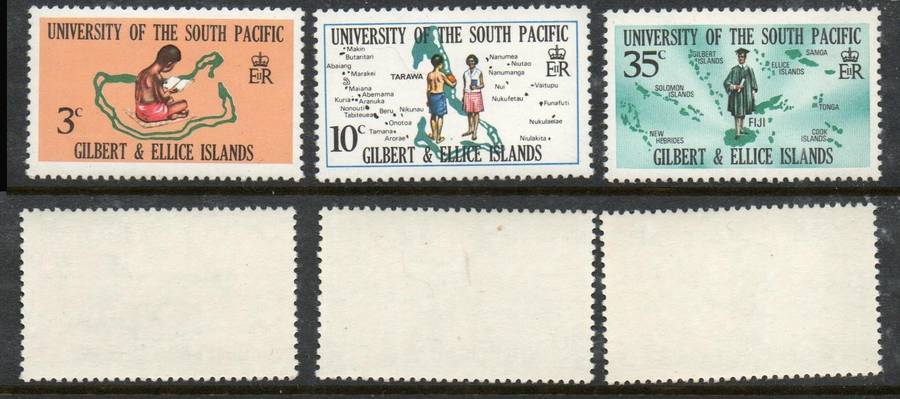 UNIVERSITY OF THE SOUTH PACIFIC
EIIR
3c
GILBERT & ELLICE ISLANDS
UNIVERSITY OF THE SOUTH PACIFIC
EIIR
Makin
Butaritari
Abaiang
Marakei
TARAWA
Maiana
Abemama
Kuria
Aranuka
Nonouti
Tabiteuea
Beru
Nikunau
Onotoa
Tamana
Arorae
Nanumea
Niutao
Nanumanga
Nui
Vaitupu
Nukufetau
Funafuti
Nukulaelae
Niulakita
10c
GILBERT & ELLICE ISLANDS
UNIVERSITY OF THE SOUTH PACIFIC
35c
EIIR
GILBERT
ISLANDS
SAMOA
ELLICE
ISLANDS
SOLOMON
ISLANDS
TONGA
FIJI
NEW
HEBRIDES
COOK
ISLANDS
GILBERT & ELLICE ISLANDS